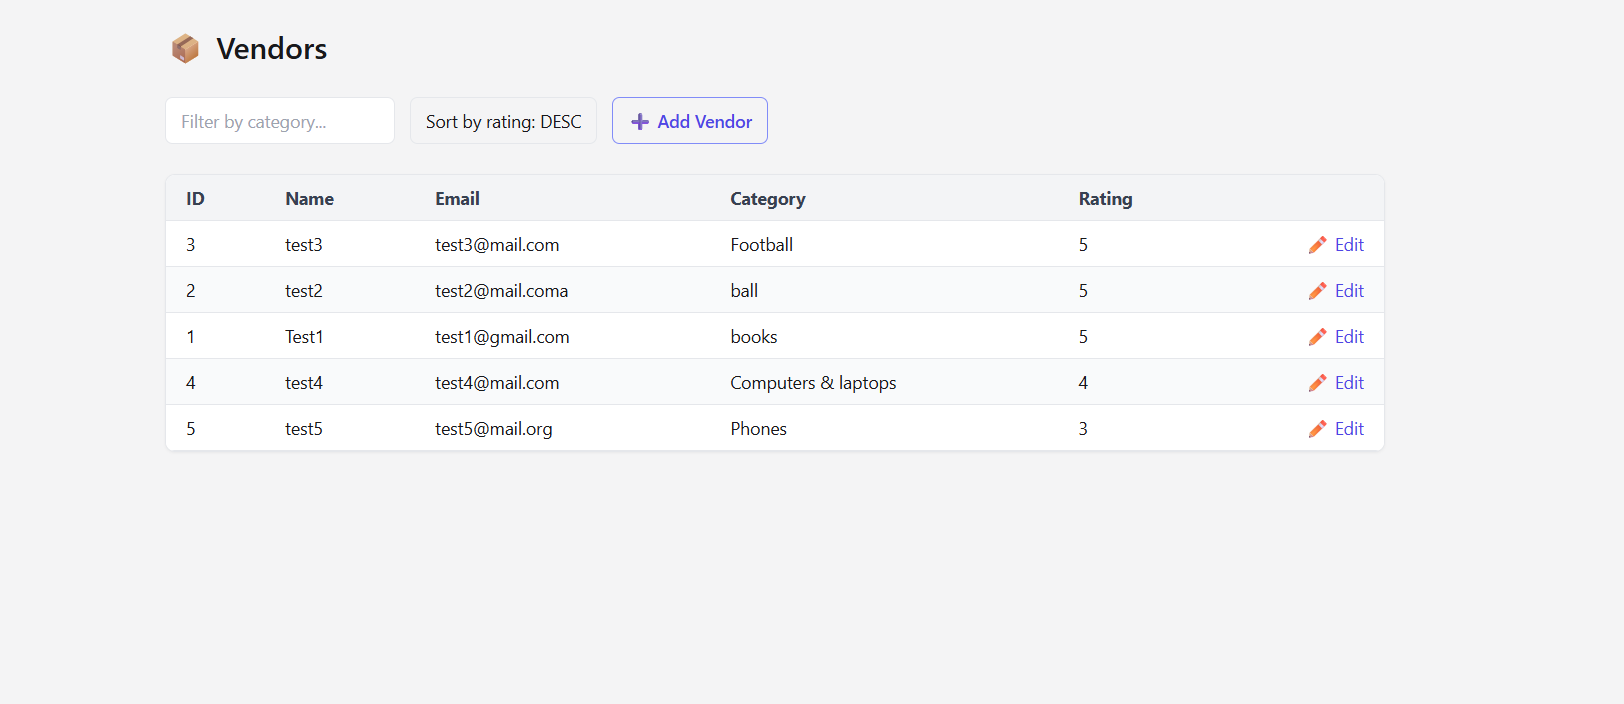 Vendors
Filter by category... Sort by rating: DESC Add Vendor
ID Name Email Category Rating
3 test3 test3@mail.com Football 5 Edit
2 test2 test2@mail.coma ball 5 Edit
1 Test1 test1@gmail.com books 5 Edit
4 test4 test4@mail.com Computers & laptops 4 Edit
5 test5 test5@mail.org Phones 3 Edit